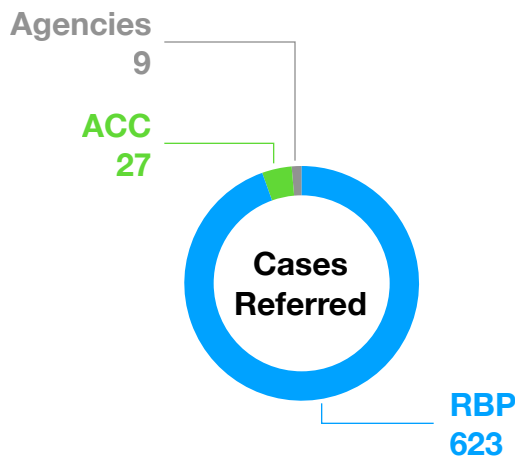 Agencies
9
ACC
27
Cases
Referred
RBP
623